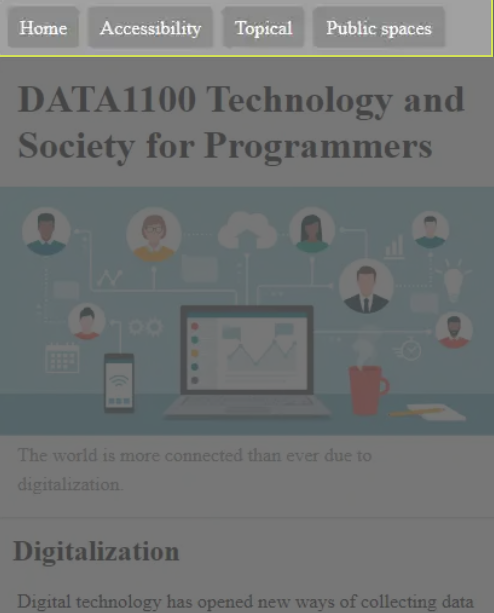 Home Accessibility Topical Public spaces
DATA1100 Technology and
Society for Programmers
The world is more connected than ever due to
digitalization.
Digitalization
Digital technology has opened new ways of collecting data